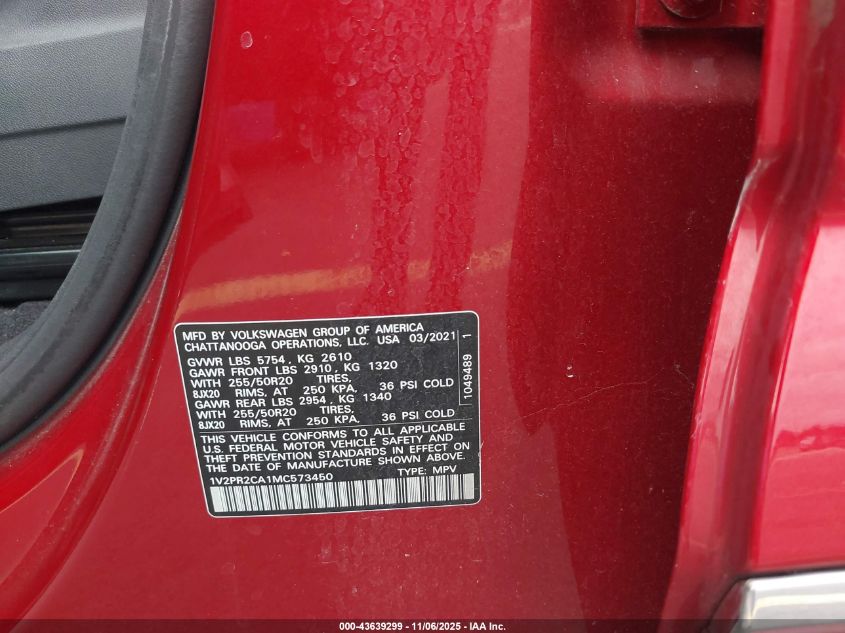 MFD BY VOLKSWAGEN GROUP OF AMERICA
CHATTANOOGA OPERATIONS, LLC. USA 03/2021
GVWR LBS 5754 , KG 2610
GAWR FRONT LBS 2910 , KG 1320
WITH 255/50R20 TIRES,
8JX20 RIMS, AT 250 KPA. 36 PSI COLD
GAWR REAR LBS 2954 , KG 1340
WITH 255/50R20 TIRES,
8JX20 RIMS, AT 250 KPA. 36 PSI COLD
THIS VEHICLE CONFORMS TO ALL APPLICABLE
U.S. FEDERAL MOTOR VEHICLE SAFETY AND
THEFT PREVENTION STANDARDS IN EFFECT ON
THE DATE OF MANUFACTURE SHOWN ABOVE.
1V2PR2CA1MC573450 TYPE: MPV
1049489 1
000-43639299 - 11/06/2025 - IAA Inc.